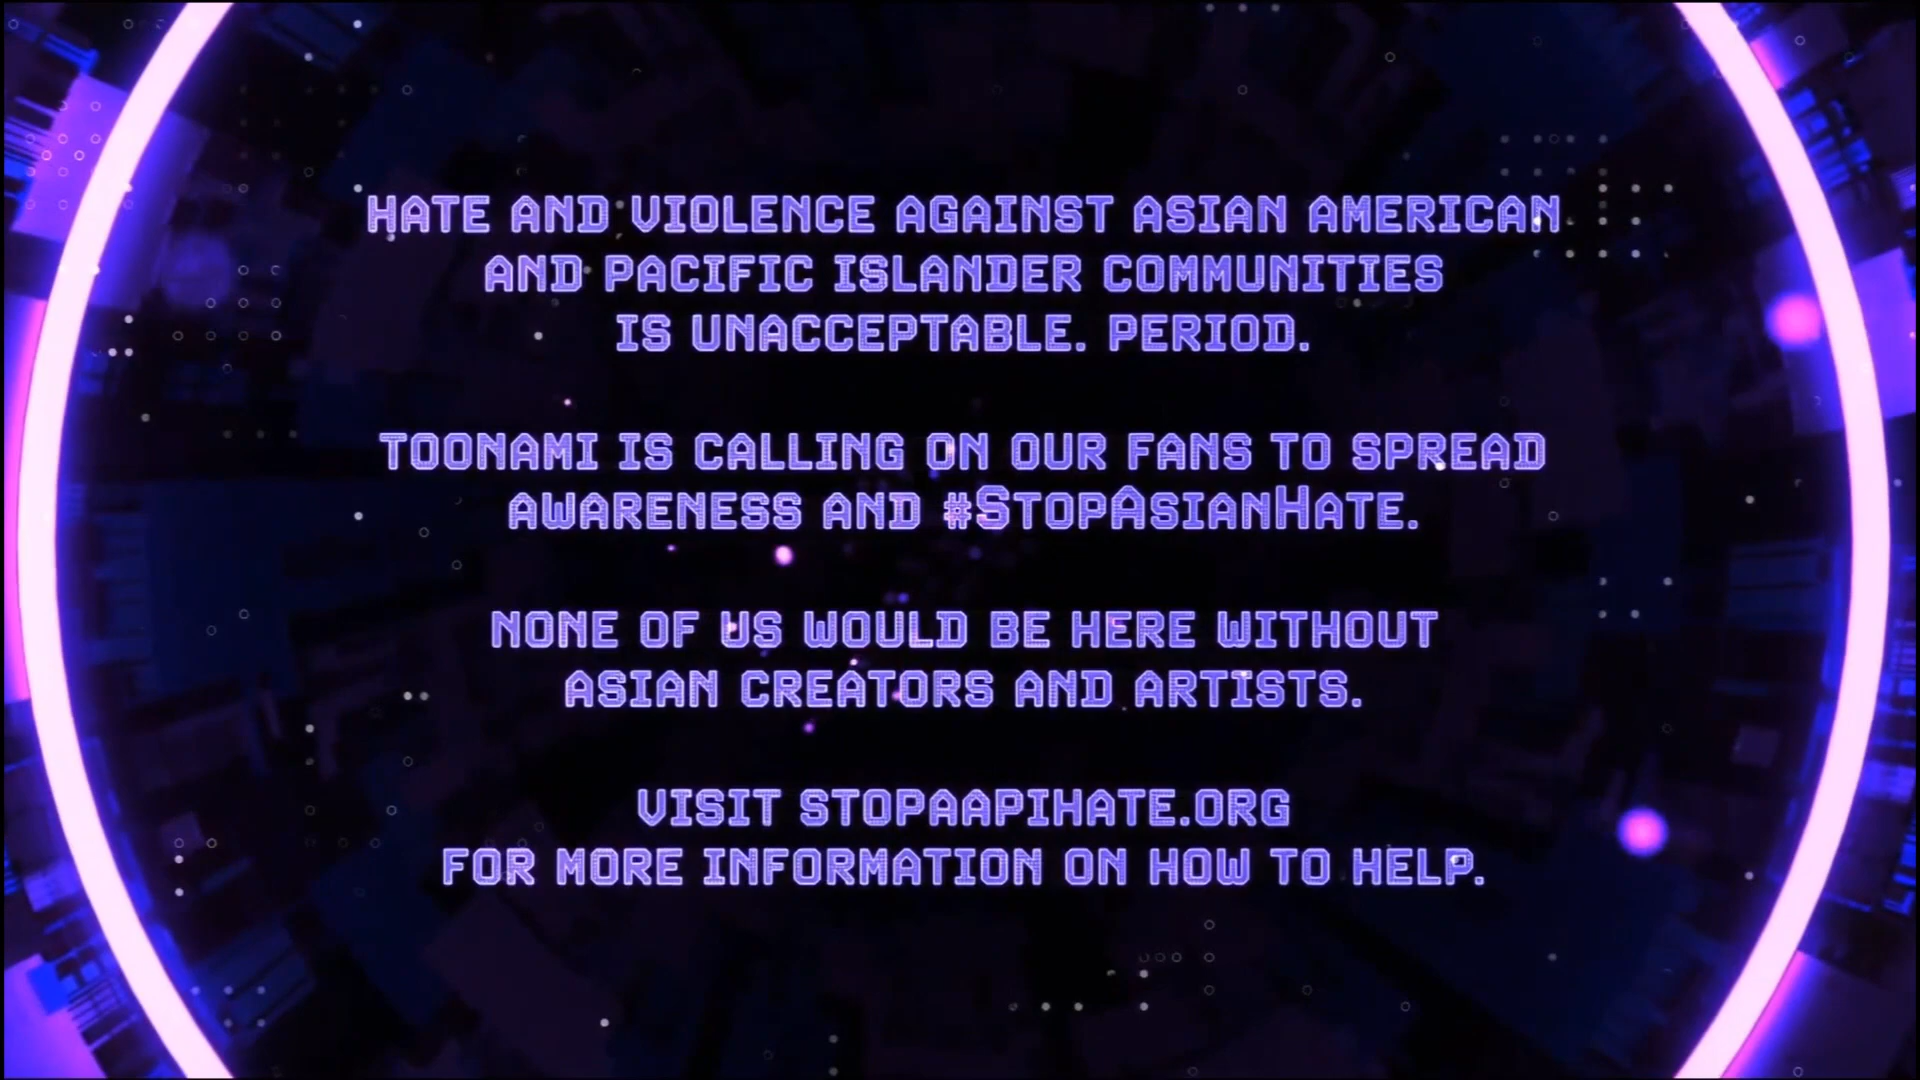 HATE AND VIOLENCE AGAINST ASIAN AMERICAN
AND PACIFIC ISLANDER COMMUNITIES
IS UNACCEPTABLE. PERIOD.
TOONAMI IS CALLING ON OUR FANS TO SPREAD
AWARENESS AND #STOPASIANHATE.
NONE OF US WOULD BE HERE WITHOUT
ASIAN CREATORS AND ARTISTS.
VISIT STOPAAPIHATE.ORG
FOR MORE INFORMATION ON HOW TO HELP.